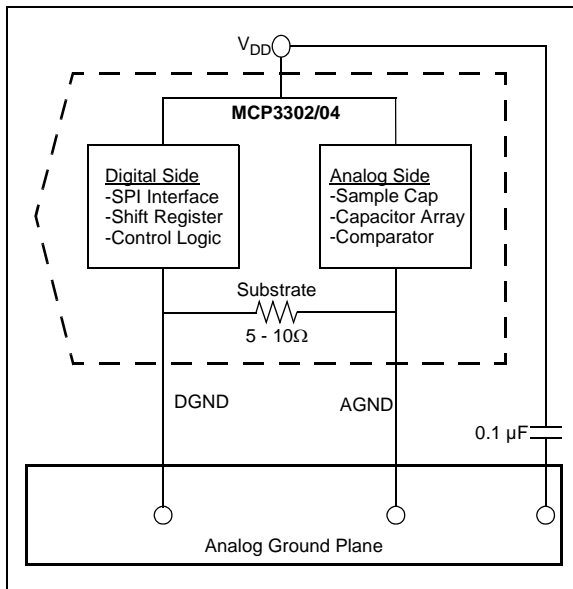 VDD
MCP3302/04
Digital Side
-SPI Interface
-Shift Register
-Control Logic
Analog Side
-Sample Cap
-Capacitor Array
-Comparator
Substrate
5 - 10Ω
DGND
AGND
0.1 µF
Analog Ground Plane